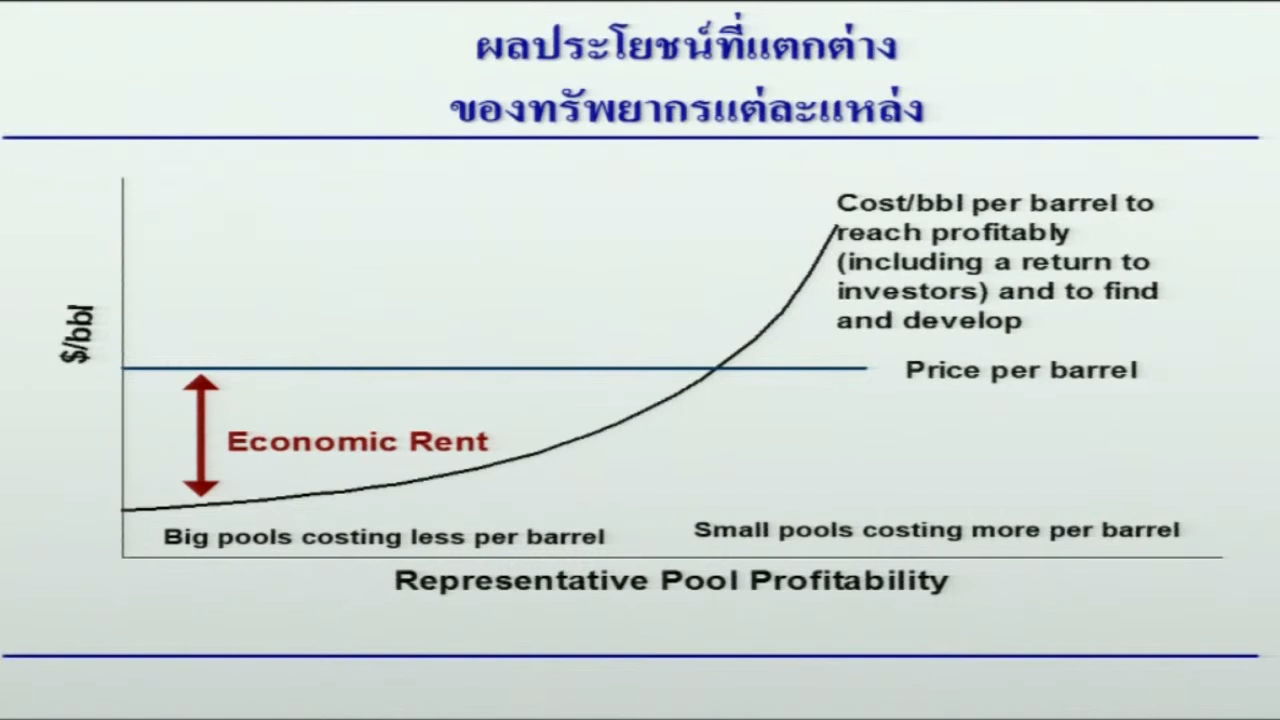 ผลประโยชน์ที่แตกต่าง
ของทรัพยากรแต่ละแหล่ง
Cost/bbl per barrel to
reach profitably
(including a return to
investors) and to find
and develop
$/bbl
Price per barrel
Economic Rent
Big pools costing less per barrel
Small pools costing more per barrel
Representative Pool Profitability